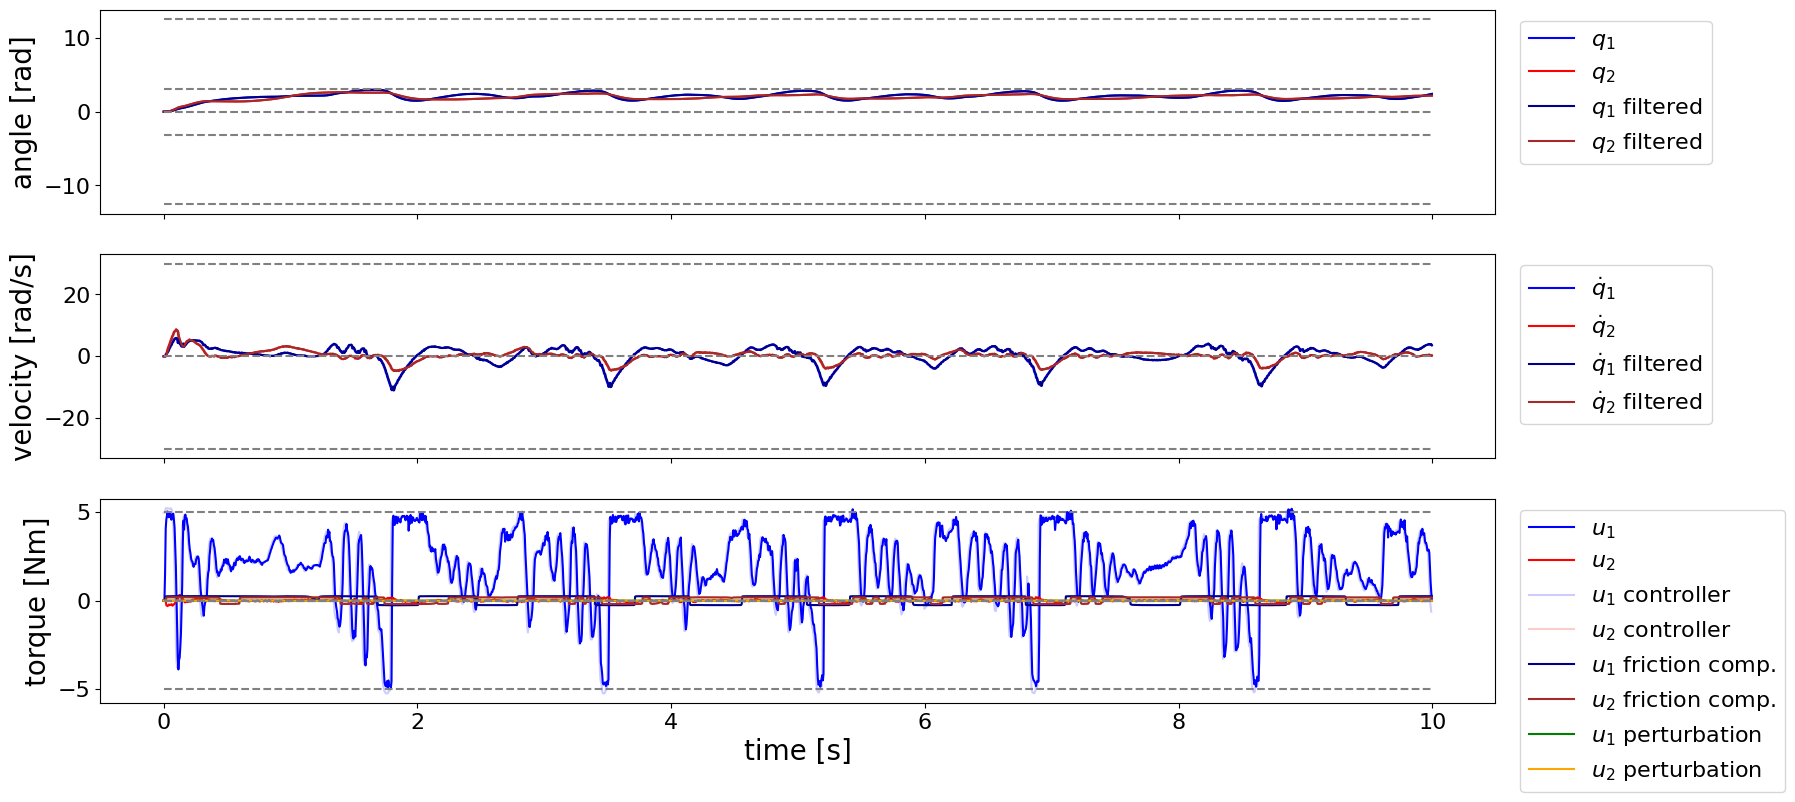 angle [rad]
10
0
−10
q₁
q₂
q₁ filtered
q₂ filtered
velocity [rad/s]
20
0
−20
q̇₁
q̇₂
q̇₁ filtered
q̇₂ filtered
torque [Nm]
5
0
−5
0 2 4 6 8 10
time [s]
u₁
u₂
u₁ controller
u₂ controller
u₁ friction comp.
u₂ friction comp.
u₁ perturbation
u₂ perturbation